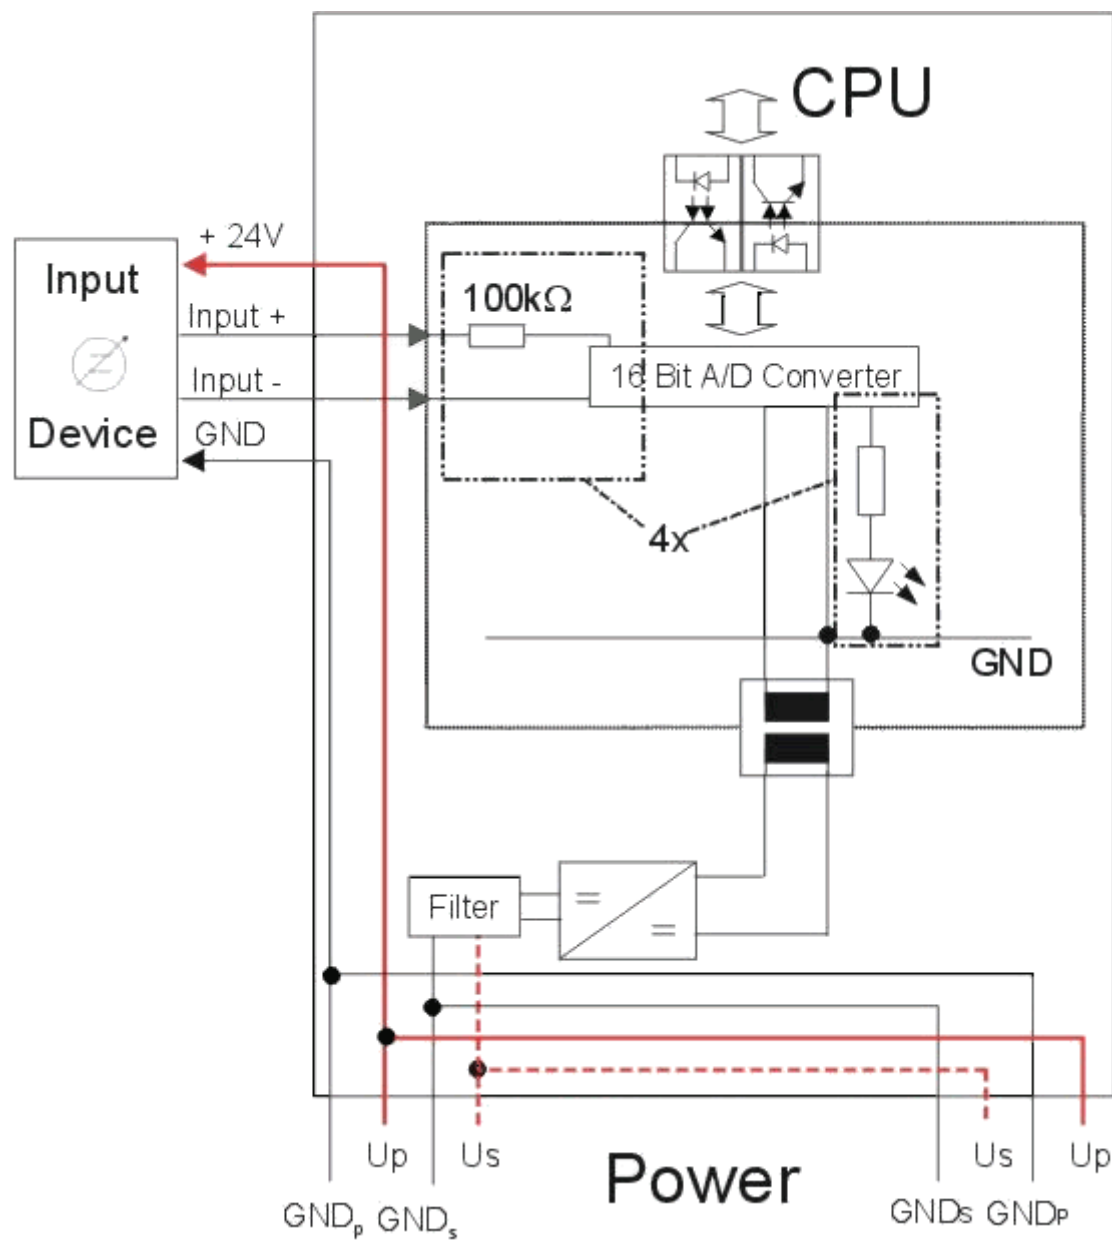 CPU
+ 24V
Input
Device
Input +
Input -
GND
100kΩ
16 Bit A/D Converter
4x
GND
Filter
Up
Us
Power
Us
Up
GNDp
GNDs
GNDs
GNDP